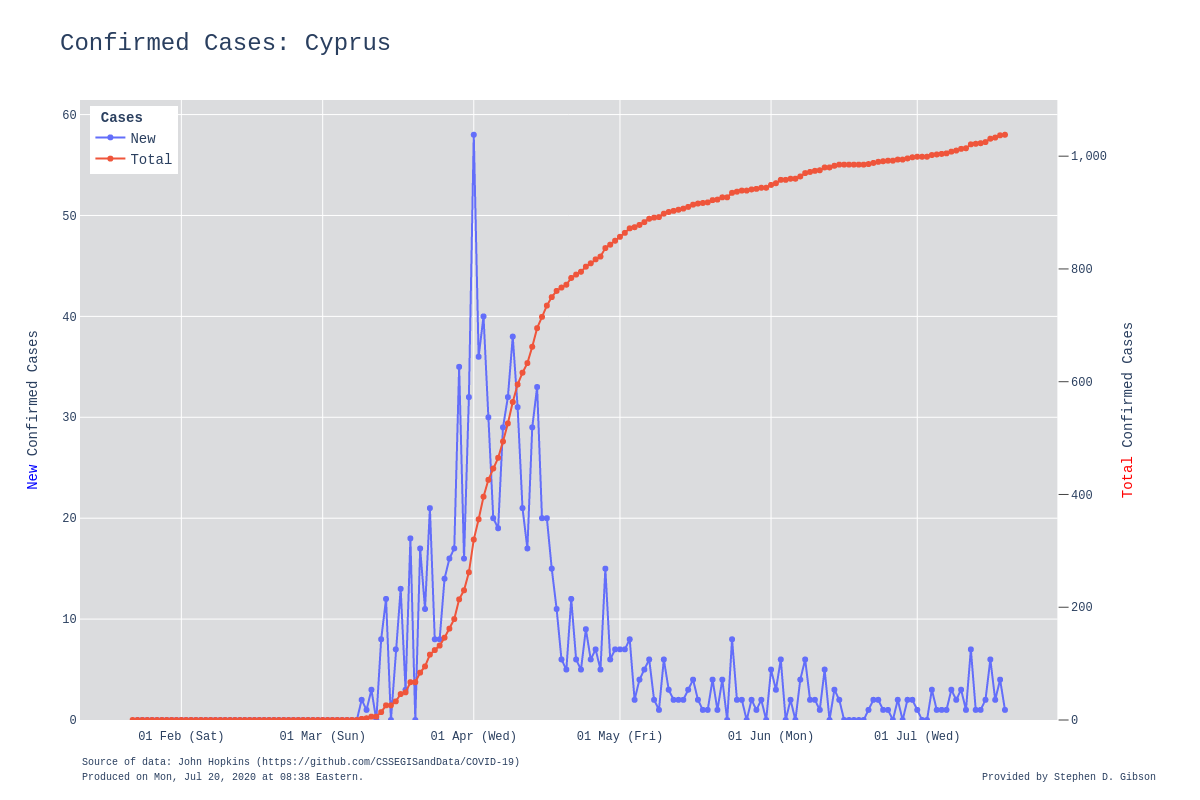 Confirmed Cases: Cyprus
Cases
New
Total
60
50
40
30
20
10
0
1,000
800
600
400
200
0
New Confirmed Cases
Total Confirmed Cases
01 Feb (Sat)
01 Mar (Sun)
01 Apr (Wed)
01 May (Fri)
01 Jun (Mon)
01 Jul (Wed)
Source of data: John Hopkins (https://github.com/CSSEGISandData/COVID-19)
Produced on Mon, Jul 20, 2020 at 08:38 Eastern.
Provided by Stephen D. Gibson